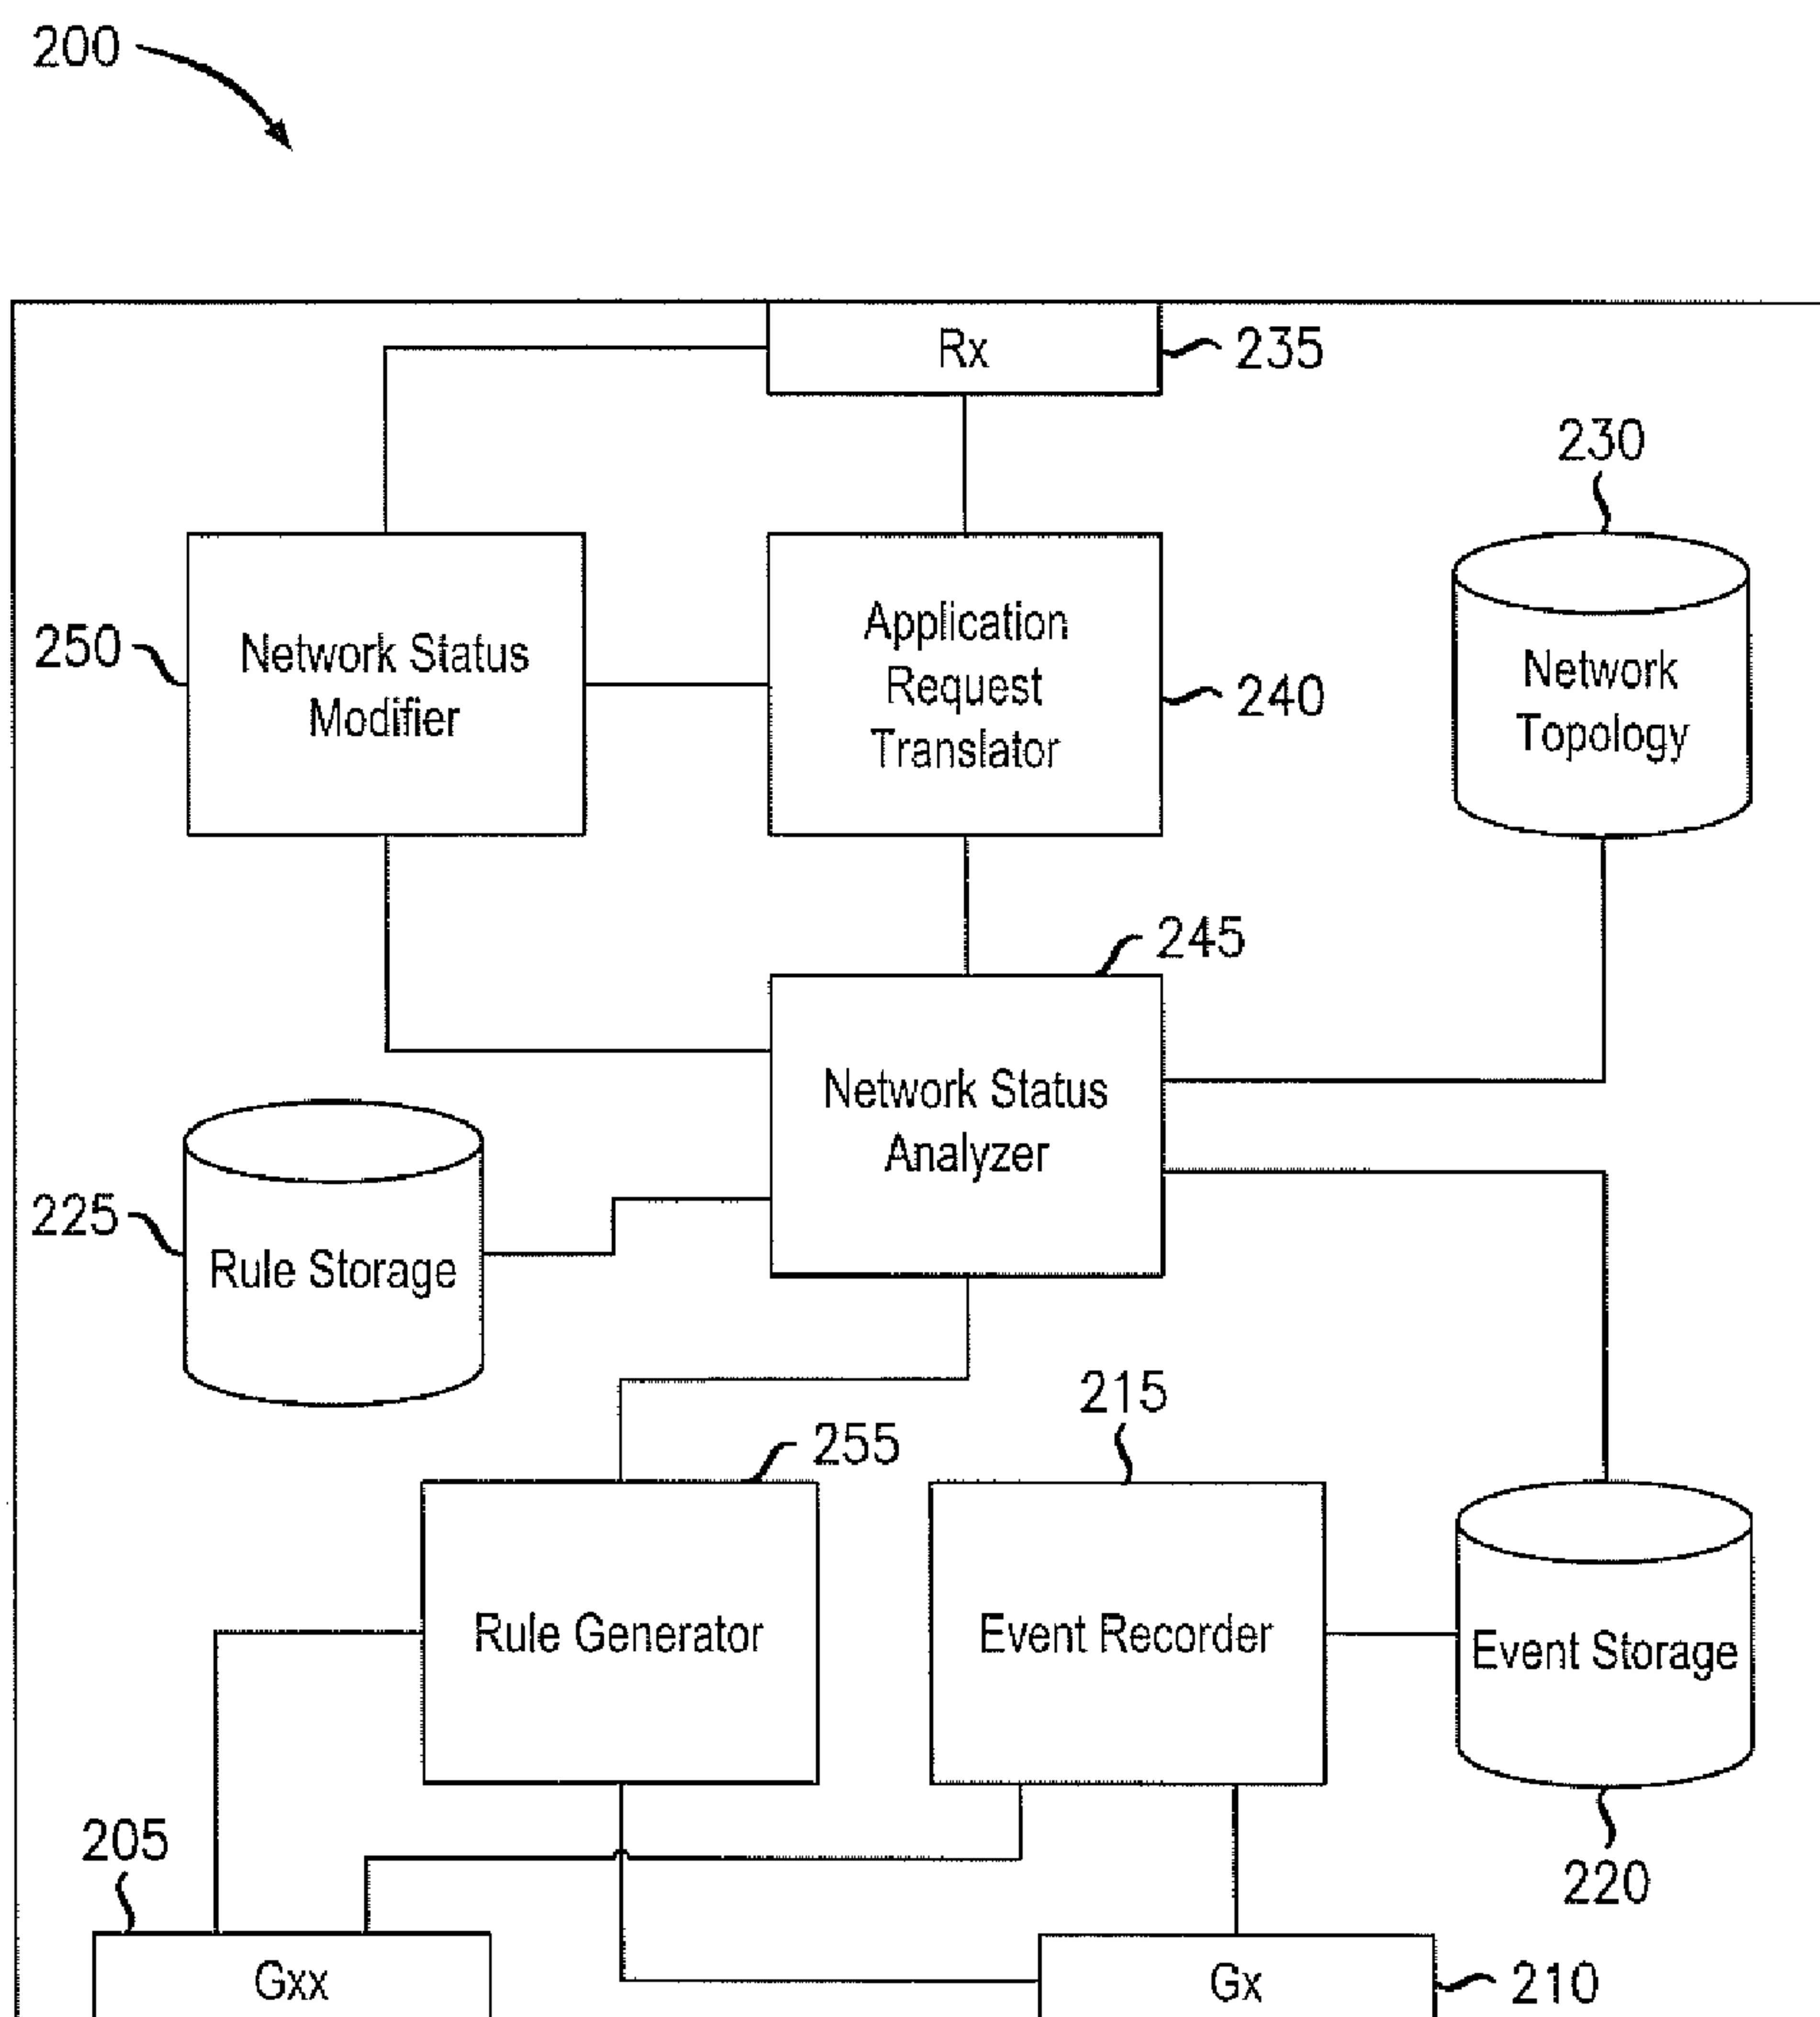 200
Rx
235
230
250
Network Status
Modifier
Application
Request
Translator
240
Network
Topology
245
Network Status
Analyzer
225
Rule Storage
215
255
Rule Generator
Event Recorder
Event Storage
205
220
Gxx
Gx
210